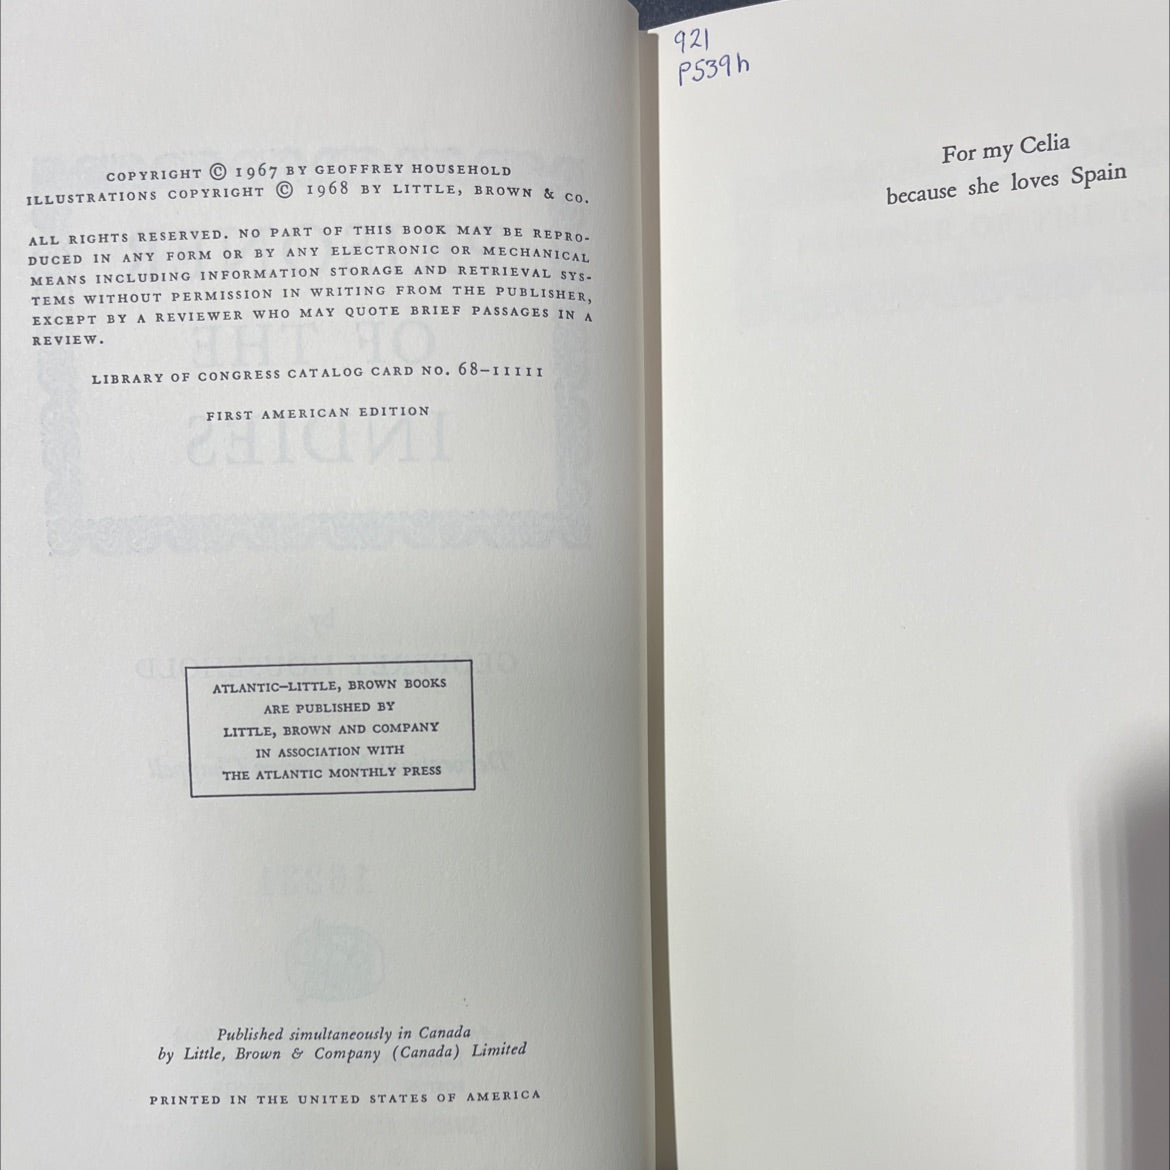 COPYRIGHT © 1967 BY GEOFFREY HOUSEHOLD
ILLUSTRATIONS COPYRIGHT © 1968 BY LITTLE, BROWN & CO.
ALL RIGHTS RESERVED. NO PART OF THIS BOOK MAY BE REPRO-
DUCED IN ANY FORM OR BY ANY ELECTRONIC OR MECHANICAL
MEANS INCLUDING INFORMATION STORAGE AND RETRIEVAL SYS-
TEMS WITHOUT PERMISSION IN WRITING FROM THE PUBLISHER,
EXCEPT BY A REVIEWER WHO MAY QUOTE BRIEF PASSAGES IN A
REVIEW.
LIBRARY OF CONGRESS CATALOG CARD NO. 68-11111
FIRST AMERICAN EDITION
ATLANTIC-LITTLE, BROWN BOOKS
ARE PUBLISHED BY
LITTLE, BROWN AND COMPANY
IN ASSOCIATION WITH
THE ATLANTIC MONTHLY PRESS
Published simultaneously in Canada
by Little, Brown & Company (Canada) Limited
PRINTED IN THE UNITED STATES OF AMERICA
921
P539h
For my Celia
because she loves Spain